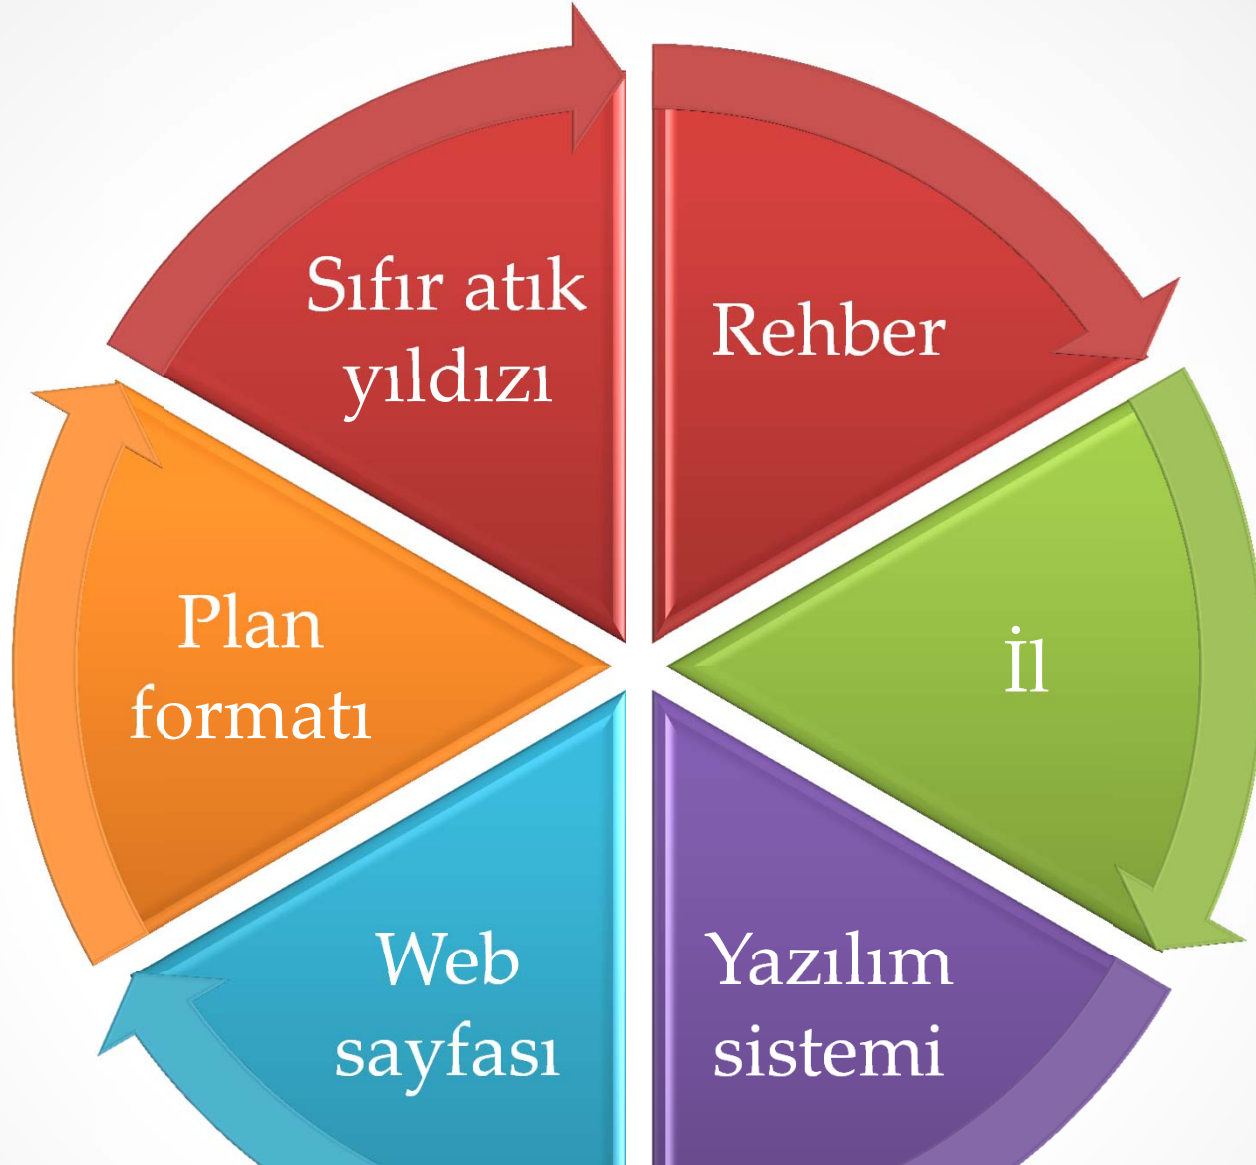 Sıfır atık
yıldızı
Rehber
İl
Plan
formatı
Web
sayfası
Yazılım
sistemi